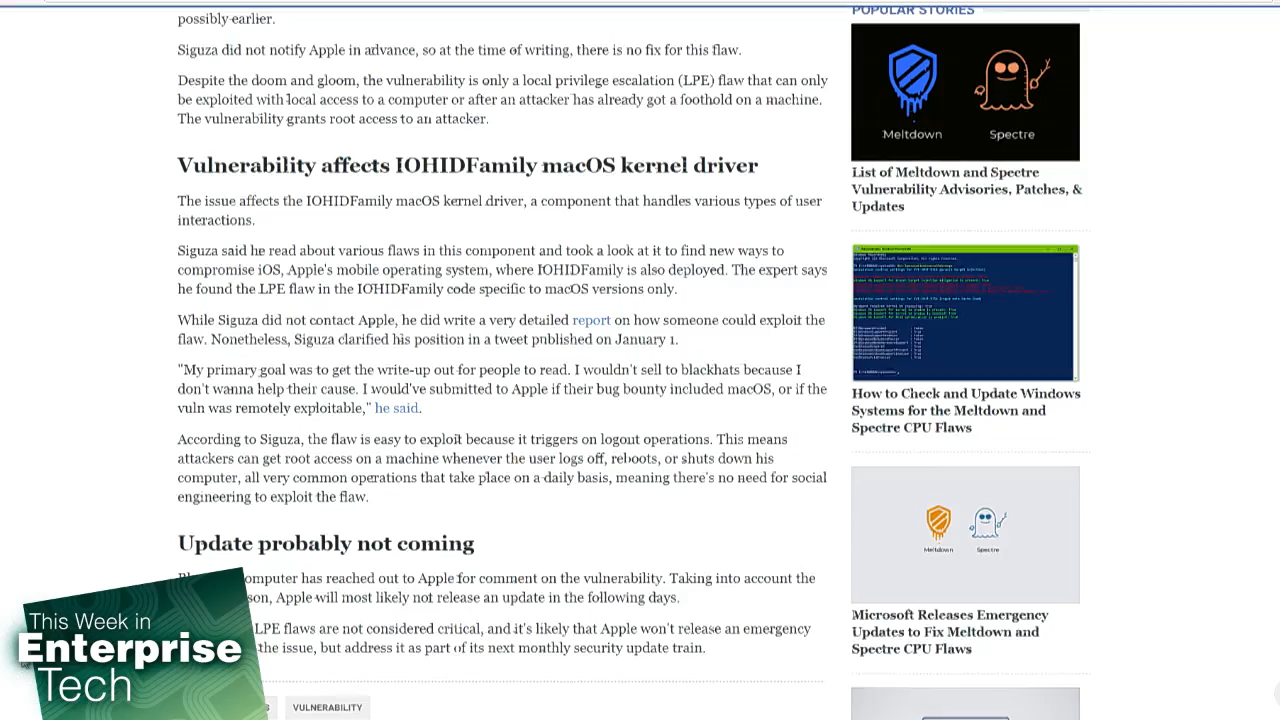 possibly earlier.
Siguza did not notify Apple in advance, so at the time of writing, there is no fix for this flaw.
Despite the doom and gloom, the vulnerability is only a local privilege escalation (LPE) flaw that can only
be exploited with local access to a computer or after an attacker has already got a foothold on a machine.
The vulnerability grants root access to an attacker.
Vulnerability affects IOHIDFamily macOS kernel driver
The issue affects the IOHIDFamily macOS kernel driver, a component that handles various types of user
interactions.
Siguza said he read about various flaws in this component and took a look at it to find new ways to
compromise iOS, Apple's mobile operating system, where IOHIDFamily is also deployed. The expert says
found the LPE flaw in the IOHIDFamily code specific to macOS versions only.
While Siguza did not contact Apple, he did write a very detailed report on how someone could exploit the
flaw. Nonetheless, Siguza clarified his position in a tweet published on January 1.
"My primary goal was to get the write-up out for people to read. I wouldn't sell to blackhats because I
don't wanna help their cause. I would've submitted to Apple if their bug bounty included macOS, or if the
vuln was remotely exploitable," he said.
According to Siguza, the flaw is easy to exploit because it triggers on logout operations. This means
attackers can get root access on a machine whenever the user logs off, reboots, or shuts down his
computer, all very common operations that take place on a daily basis, meaning there's no need for social
engineering to exploit the flaw.
Update probably not coming
omputer has reached out to Apple for comment on the vulnerability. Taking into account the
son, Apple will most likely not release an update in the following days.
LPE flaws are not considered critical, and it's likely that Apple won't release an emergency
the issue, but address it as part of its next monthly security update train.
VULNERABILITY
This Week in
Enterprise
Tech
POPULAR STORIES
Meltdown Spectre
List of Meltdown and Spectre
Vulnerability Advisories, Patches, &
Updates
How to Check and Update Windows
Systems for the Meltdown and
Spectre CPU Flaws
Meltdown Spectre
Microsoft Releases Emergency
Updates to Fix Meltdown and
Spectre CPU Flaws